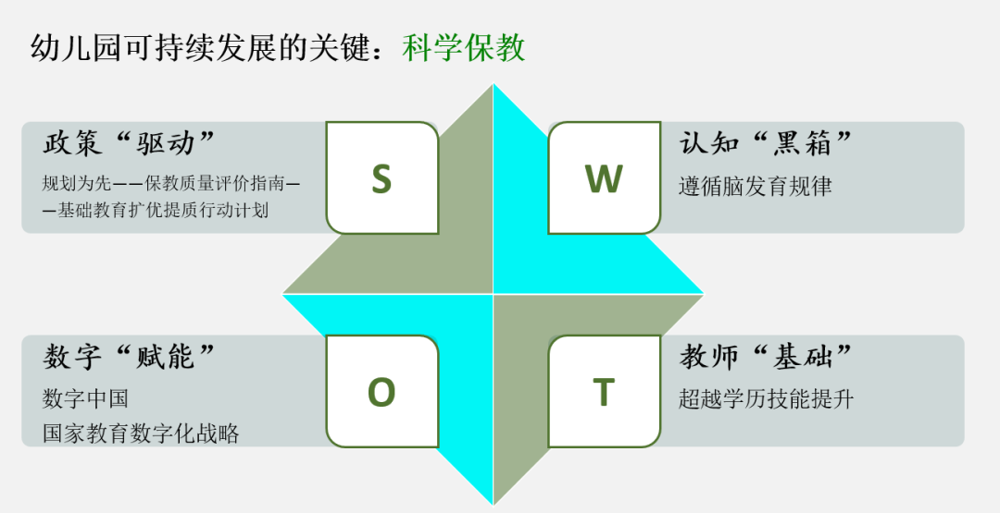 幼儿园可持续发展的关键：科学保教
政策“驱动”
规划为先——保教质量评价指南—
—基础教育扩优提质行动计划
S
W
认知“黑箱”
遵循脑发育规律
数字“赋能”
数字中国
国家教育数字化战略
O
T
教师“基础”
超越学历技能提升